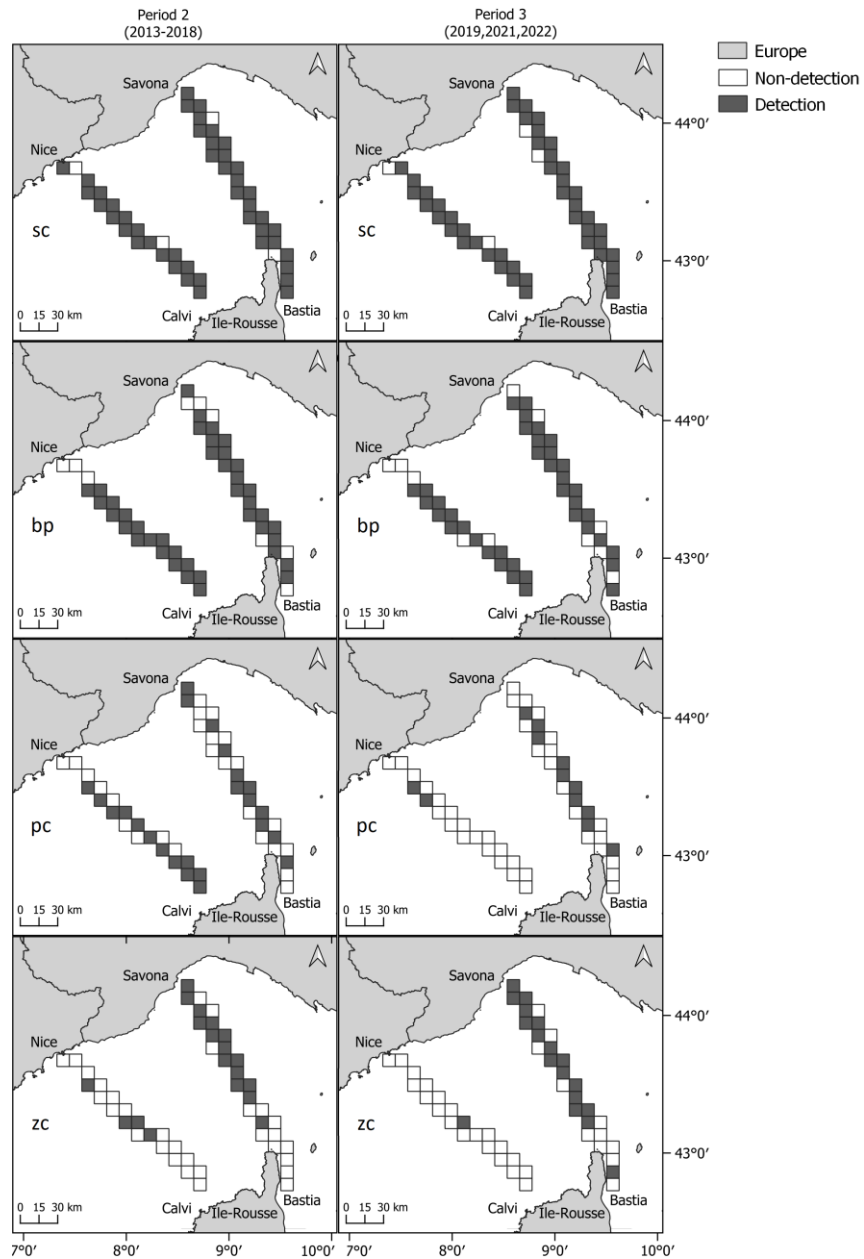 Period 2
(2013-2018)
Period 3
(2019,2021,2022)
Europe
Non-detection
Detection
Savona
Nice
sc
Calvi
Ile-Rousse
Bastia
0 15 30 km
Savona
Nice
sc
Calvi
Ile-Rousse
Bastia
0 15 30 km
44°0′
43°0′
Savona
Nice
bp
Calvi
Ile-Rousse
Bastia
0 15 30 km
Savona
Nice
bp
Calvi
Ile-Rousse
Bastia
0 15 30 km
44°0′
43°0′
Savona
Nice
pc
Calvi
Ile-Rousse
Bastia
0 15 30 km
Savona
Nice
pc
Calvi
Ile-Rousse
Bastia
0 15 30 km
44°0′
43°0′
Savona
Nice
zc
Calvi
Ile-Rousse
Bastia
0 15 30 km
Savona
Nice
zc
Calvi
Ile-Rousse
Bastia
0 15 30 km
44°0′
43°0′
7°0′ 8°0′ 9°0′ 10°0′ 7°0′ 8°0′ 9°0′ 10°0′